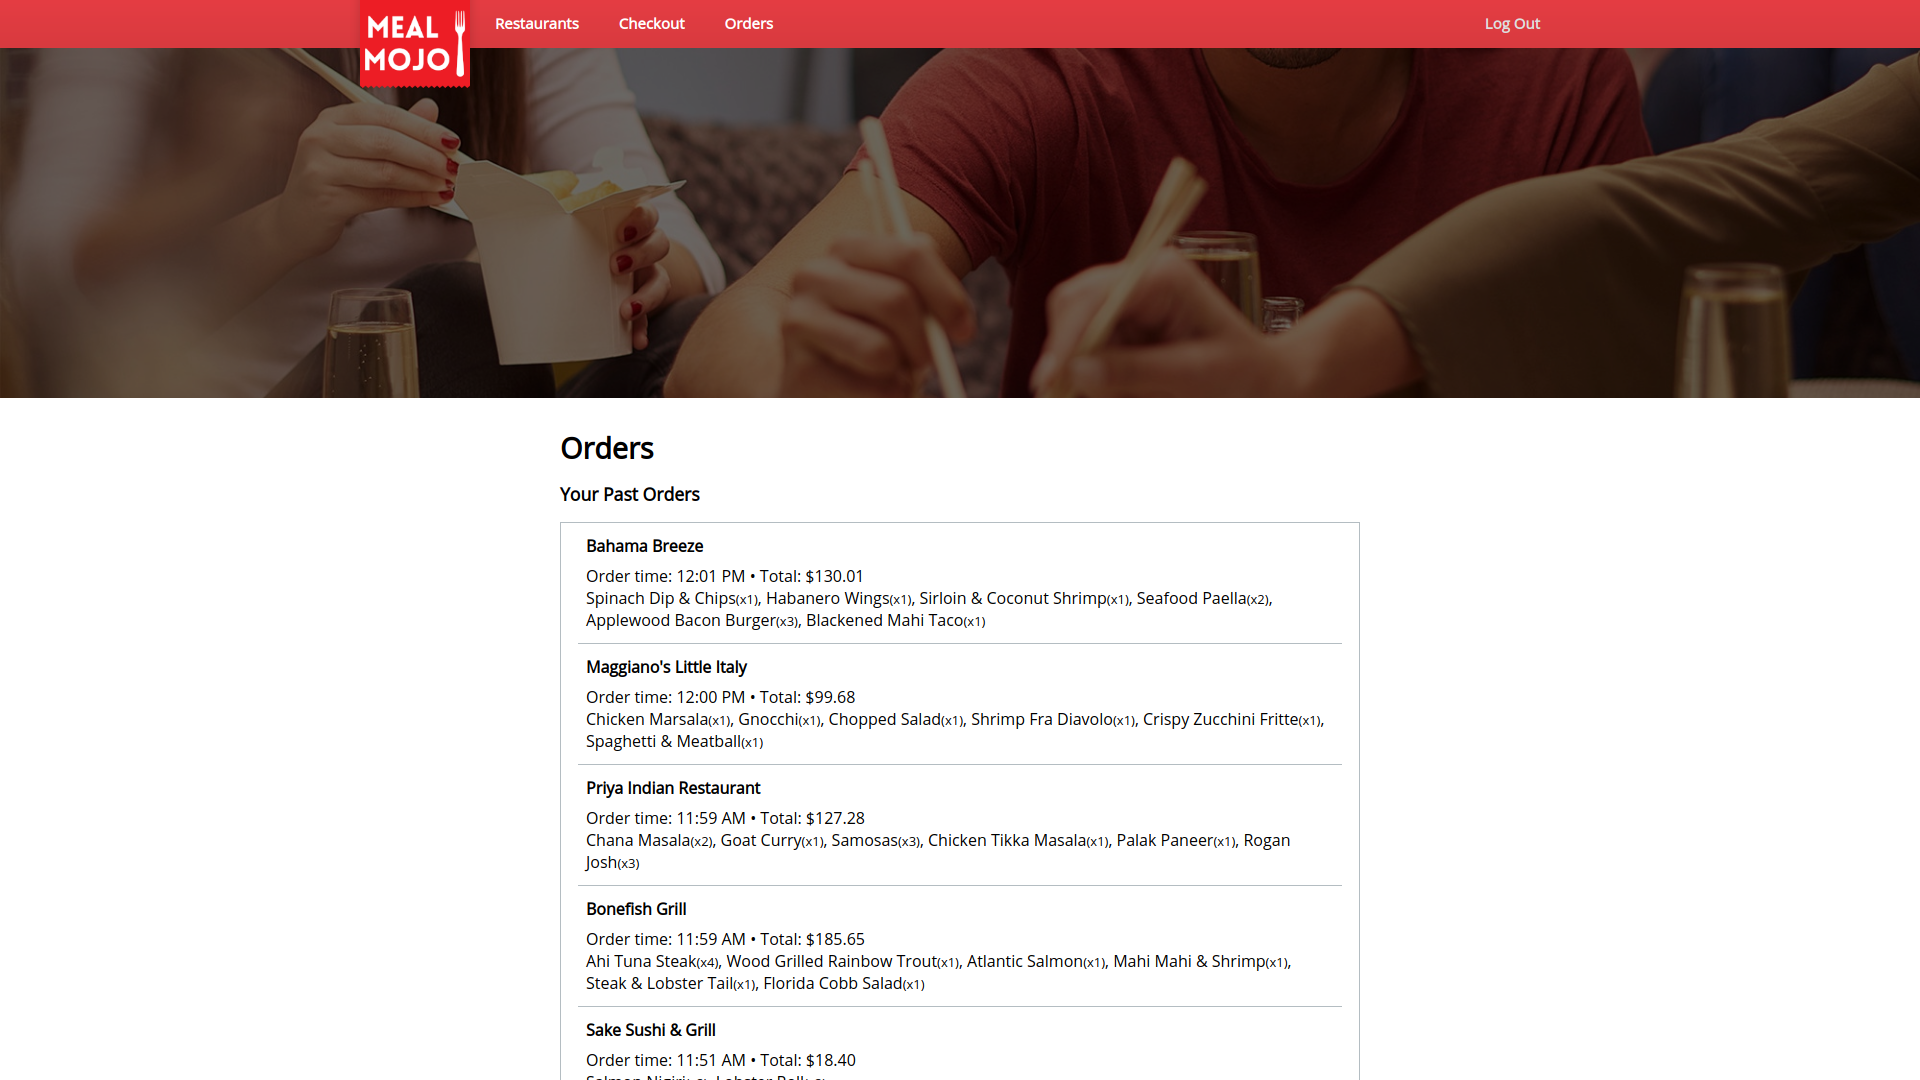 MEAL
MOJO
Restaurants
Checkout
Orders
Log Out
Orders
Your Past Orders
Bahama Breeze
Order time: 12:01 PM • Total: $130.01
Spinach Dip & Chips(x1), Habanero Wings(x1), Sirloin & Coconut Shrimp(x1), Seafood Paella(x2),
Applewood Bacon Burger(x3), Blackened Mahi Taco(x1)
Maggiano's Little Italy
Order time: 12:00 PM • Total: $99.68
Chicken Marsala(x1), Gnocchi(x1), Chopped Salad(x1), Shrimp Fra Diavolo(x1), Crispy Zucchini Fritte(x1),
Spaghetti & Meatball(x1)
Priya Indian Restaurant
Order time: 11:59 AM • Total: $127.28
Chana Masala(x2), Goat Curry(x1), Samosas(x3), Chicken Tikka Masala(x1), Palak Paneer(x1), Rogan
Josh(x3)
Bonefish Grill
Order time: 11:59 AM • Total: $185.65
Ahi Tuna Steak(x4), Wood Grilled Rainbow Trout(x1), Atlantic Salmon(x1), Mahi Mahi & Shrimp(x1),
Steak & Lobster Tail(x1), Florida Cobb Salad(x1)
Sake Sushi & Grill
Order time: 11:51 AM • Total: $18.40